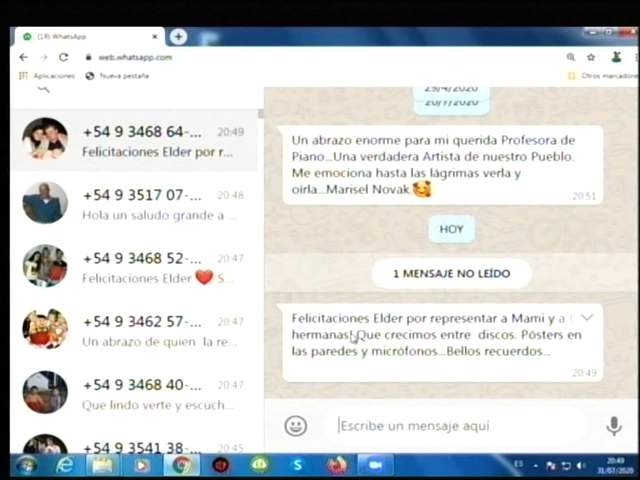 (19) WhatsApp
web.whatsapp.com
Aplicaciones
Nueva pestaña
Otros marcadores
+54 9 3468 64-...
20:49
Felicitaciones Elder por r...
+54 9 3517 07-...
20:48
Hola un saludo grande a ...
+54 9 3468 52-...
20:47
Felicitaciones Elder ❤️ S...
+54 9 3462 57-...
20:47
Un abrazo de quien la re...
+54 9 3468 40-...
20:47
Que lindo verte y escuch...
+54 9 3541 38-...
20:45
29/4/2020
20/7/2020
Un abrazo enorme para mi querida Profesora de
Piano...Una verdadera Artista de nuestro Pueblo.
Me emociona hasta las lágrimas verla y
oírla...Marisel Novak.🥰
20:51
HOY
1 MENSAJE NO LEÍDO
Felicitaciones Elder por representar a Mami y a
hermanas! Que crecimos entre discos. Pósters en
las paredes y micrófonos...Bellos recuerdos...
20:49
Escribe un mensaje aquí
ES
20:49
31/07/2020